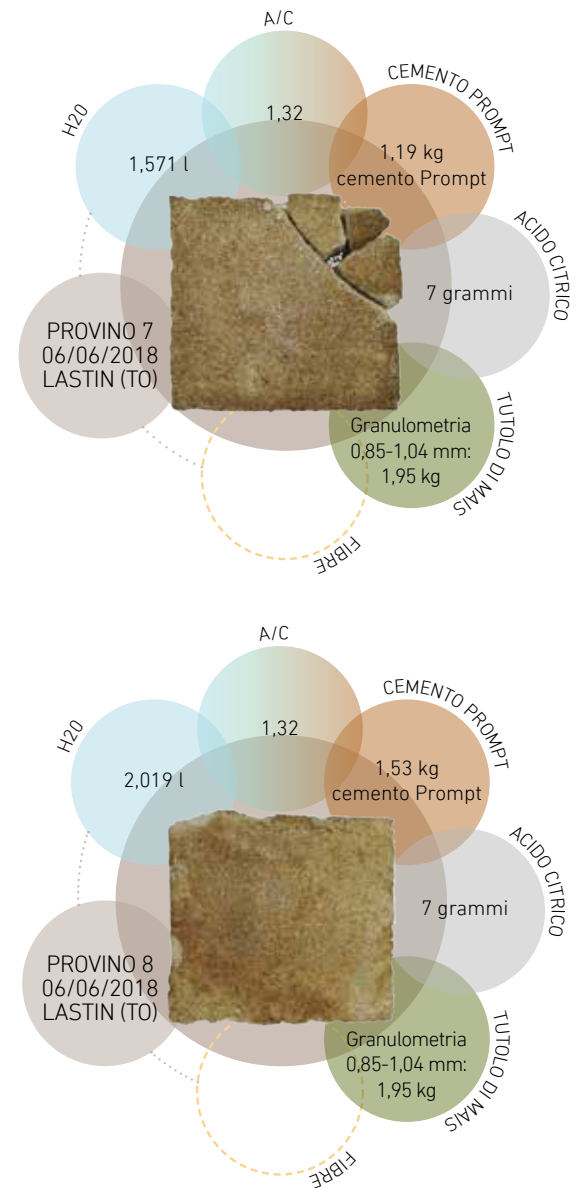 A/C
CEMENTO PROMPT
H20
1,32
1,19 kg
cemento Prompt
1,571 l
ACIDO CITRICO
7 grammi
PROVINO 7
06/06/2018
LASTIN (TO)
TUTOLO DI MAIS
Granulometria
0,85-1,04 mm:
1,95 kg
FIBRE
A/C
CEMENTO PROMPT
H20
1,32
1,53 kg
cemento Prompt
2,019 l
ACIDO CITRICO
7 grammi
PROVINO 8
06/06/2018
LASTIN (TO)
TUTOLO DI MAIS
Granulometria
0,85-1,04 mm:
1,95 kg
FIBRE